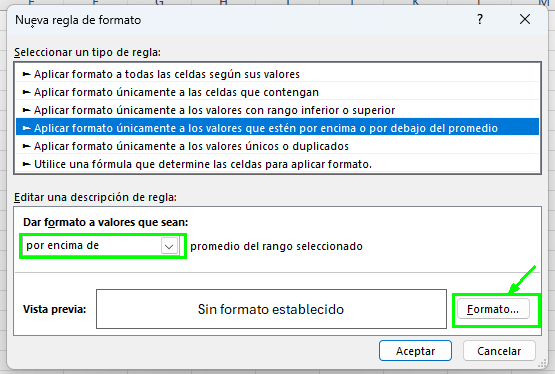 Nueva regla de formato
?
Seleccionar un tipo de regla:
► Aplicar formato a todas las celdas según sus valores
► Aplicar formato únicamente a las celdas que contengan
► Aplicar formato únicamente a los valores con rango inferior o superior
► Aplicar formato únicamente a los valores que estén por encima o por debajo del promedio
► Aplicar formato únicamente a los valores únicos o duplicados
► Utilice una fórmula que determine las celdas para aplicar formato.
Editar una descripción de regla:
Dar formato a valores que sean:
por encima de promedio del rango seleccionado
Vista previa: Sin formato establecido Formato...
Aceptar Cancelar